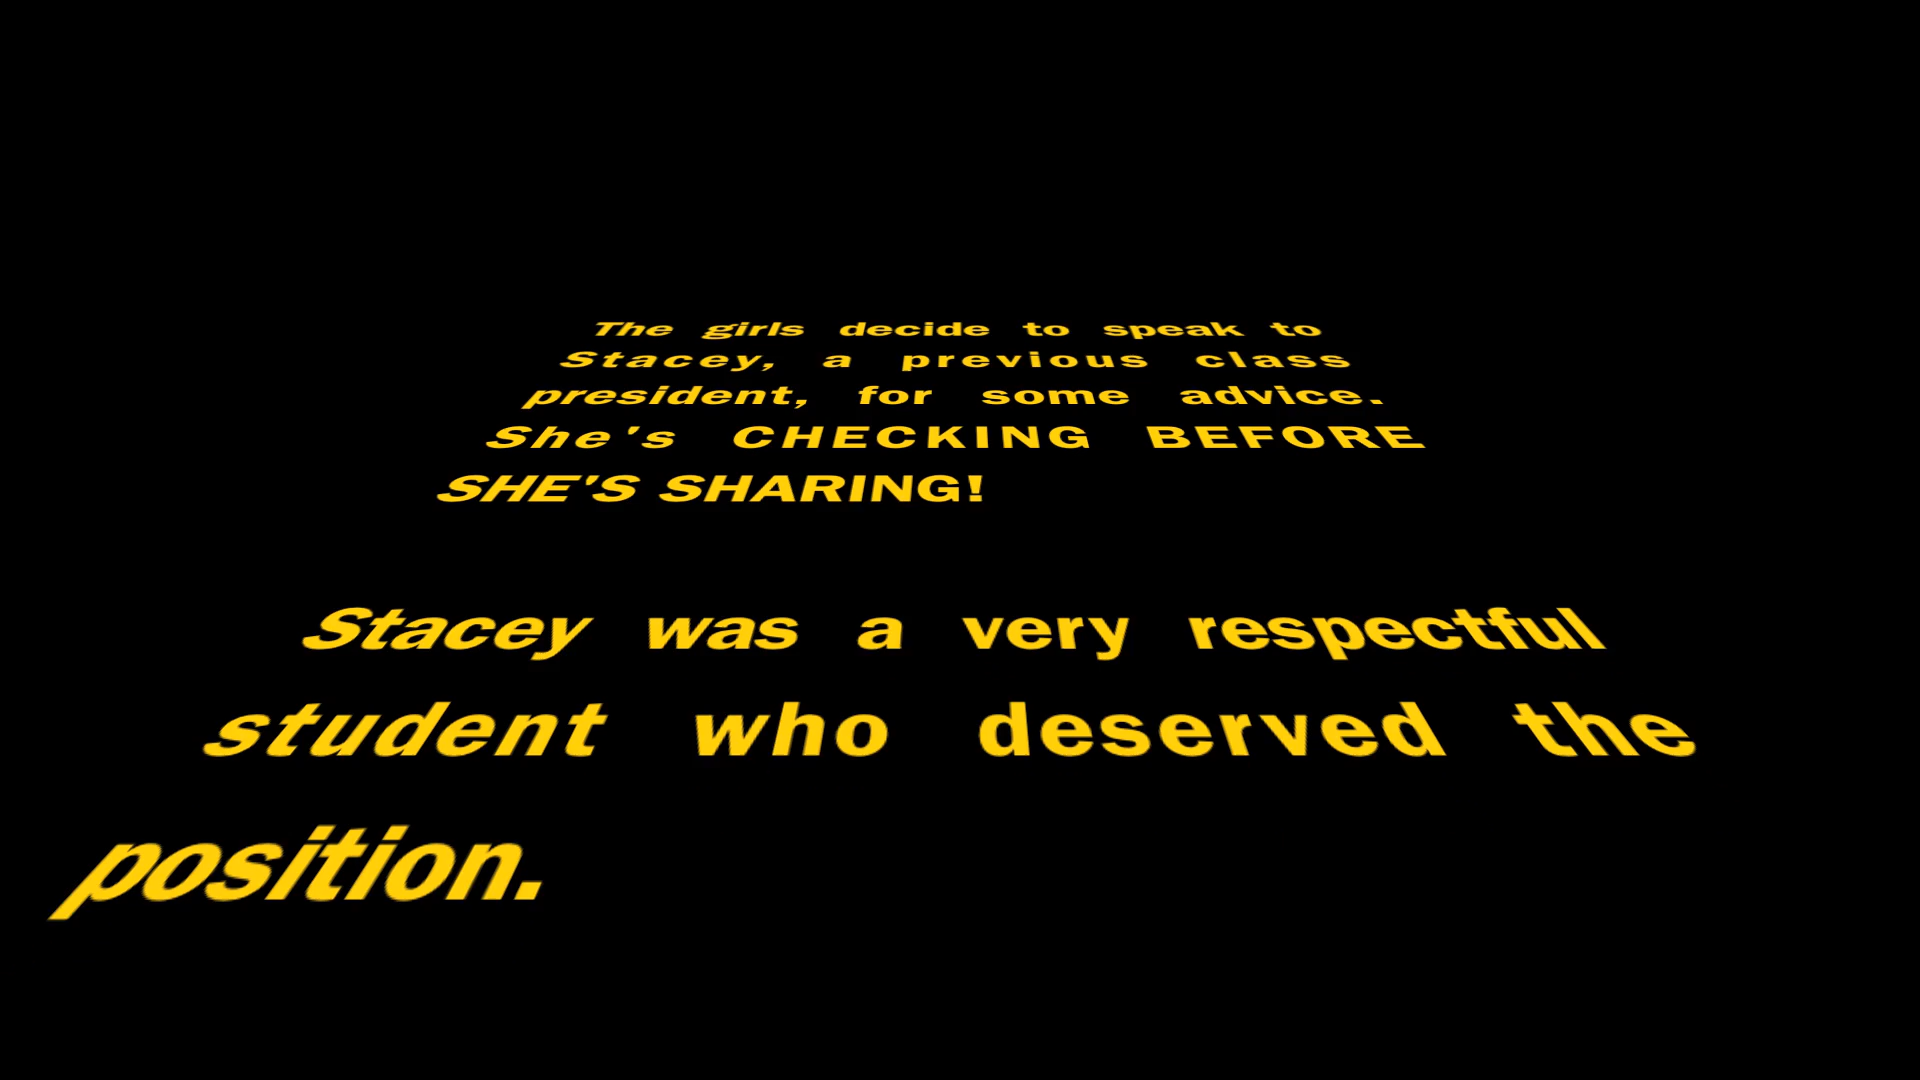 The girls decide to speak to
Stacey, a previous class
president, for some advice.
She's CHECKING BEFORE
SHE'S SHARING!
Stacey was a very respectful
student who deserved the
position.